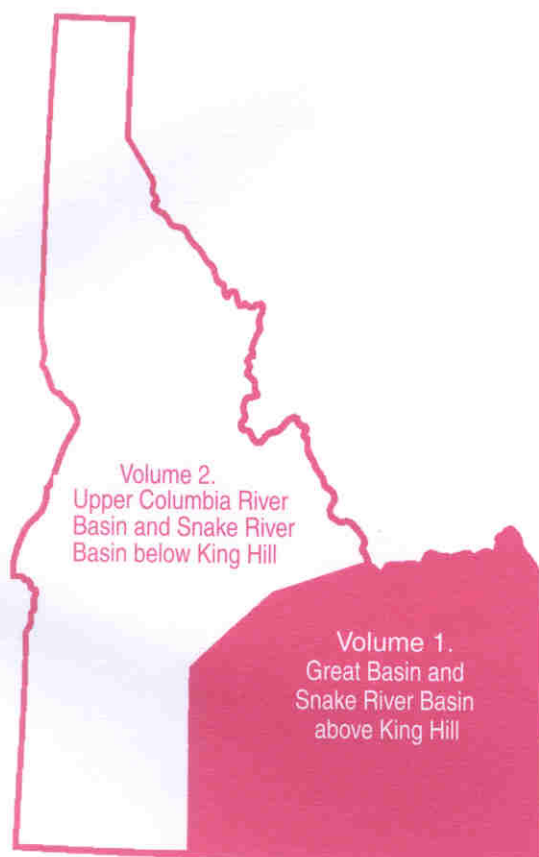 Volume 2.
Upper Columbia River
Basin and Snake River
Basin below King Hill
Volume 1.
Great Basin and
Snake River Basin
above King Hill